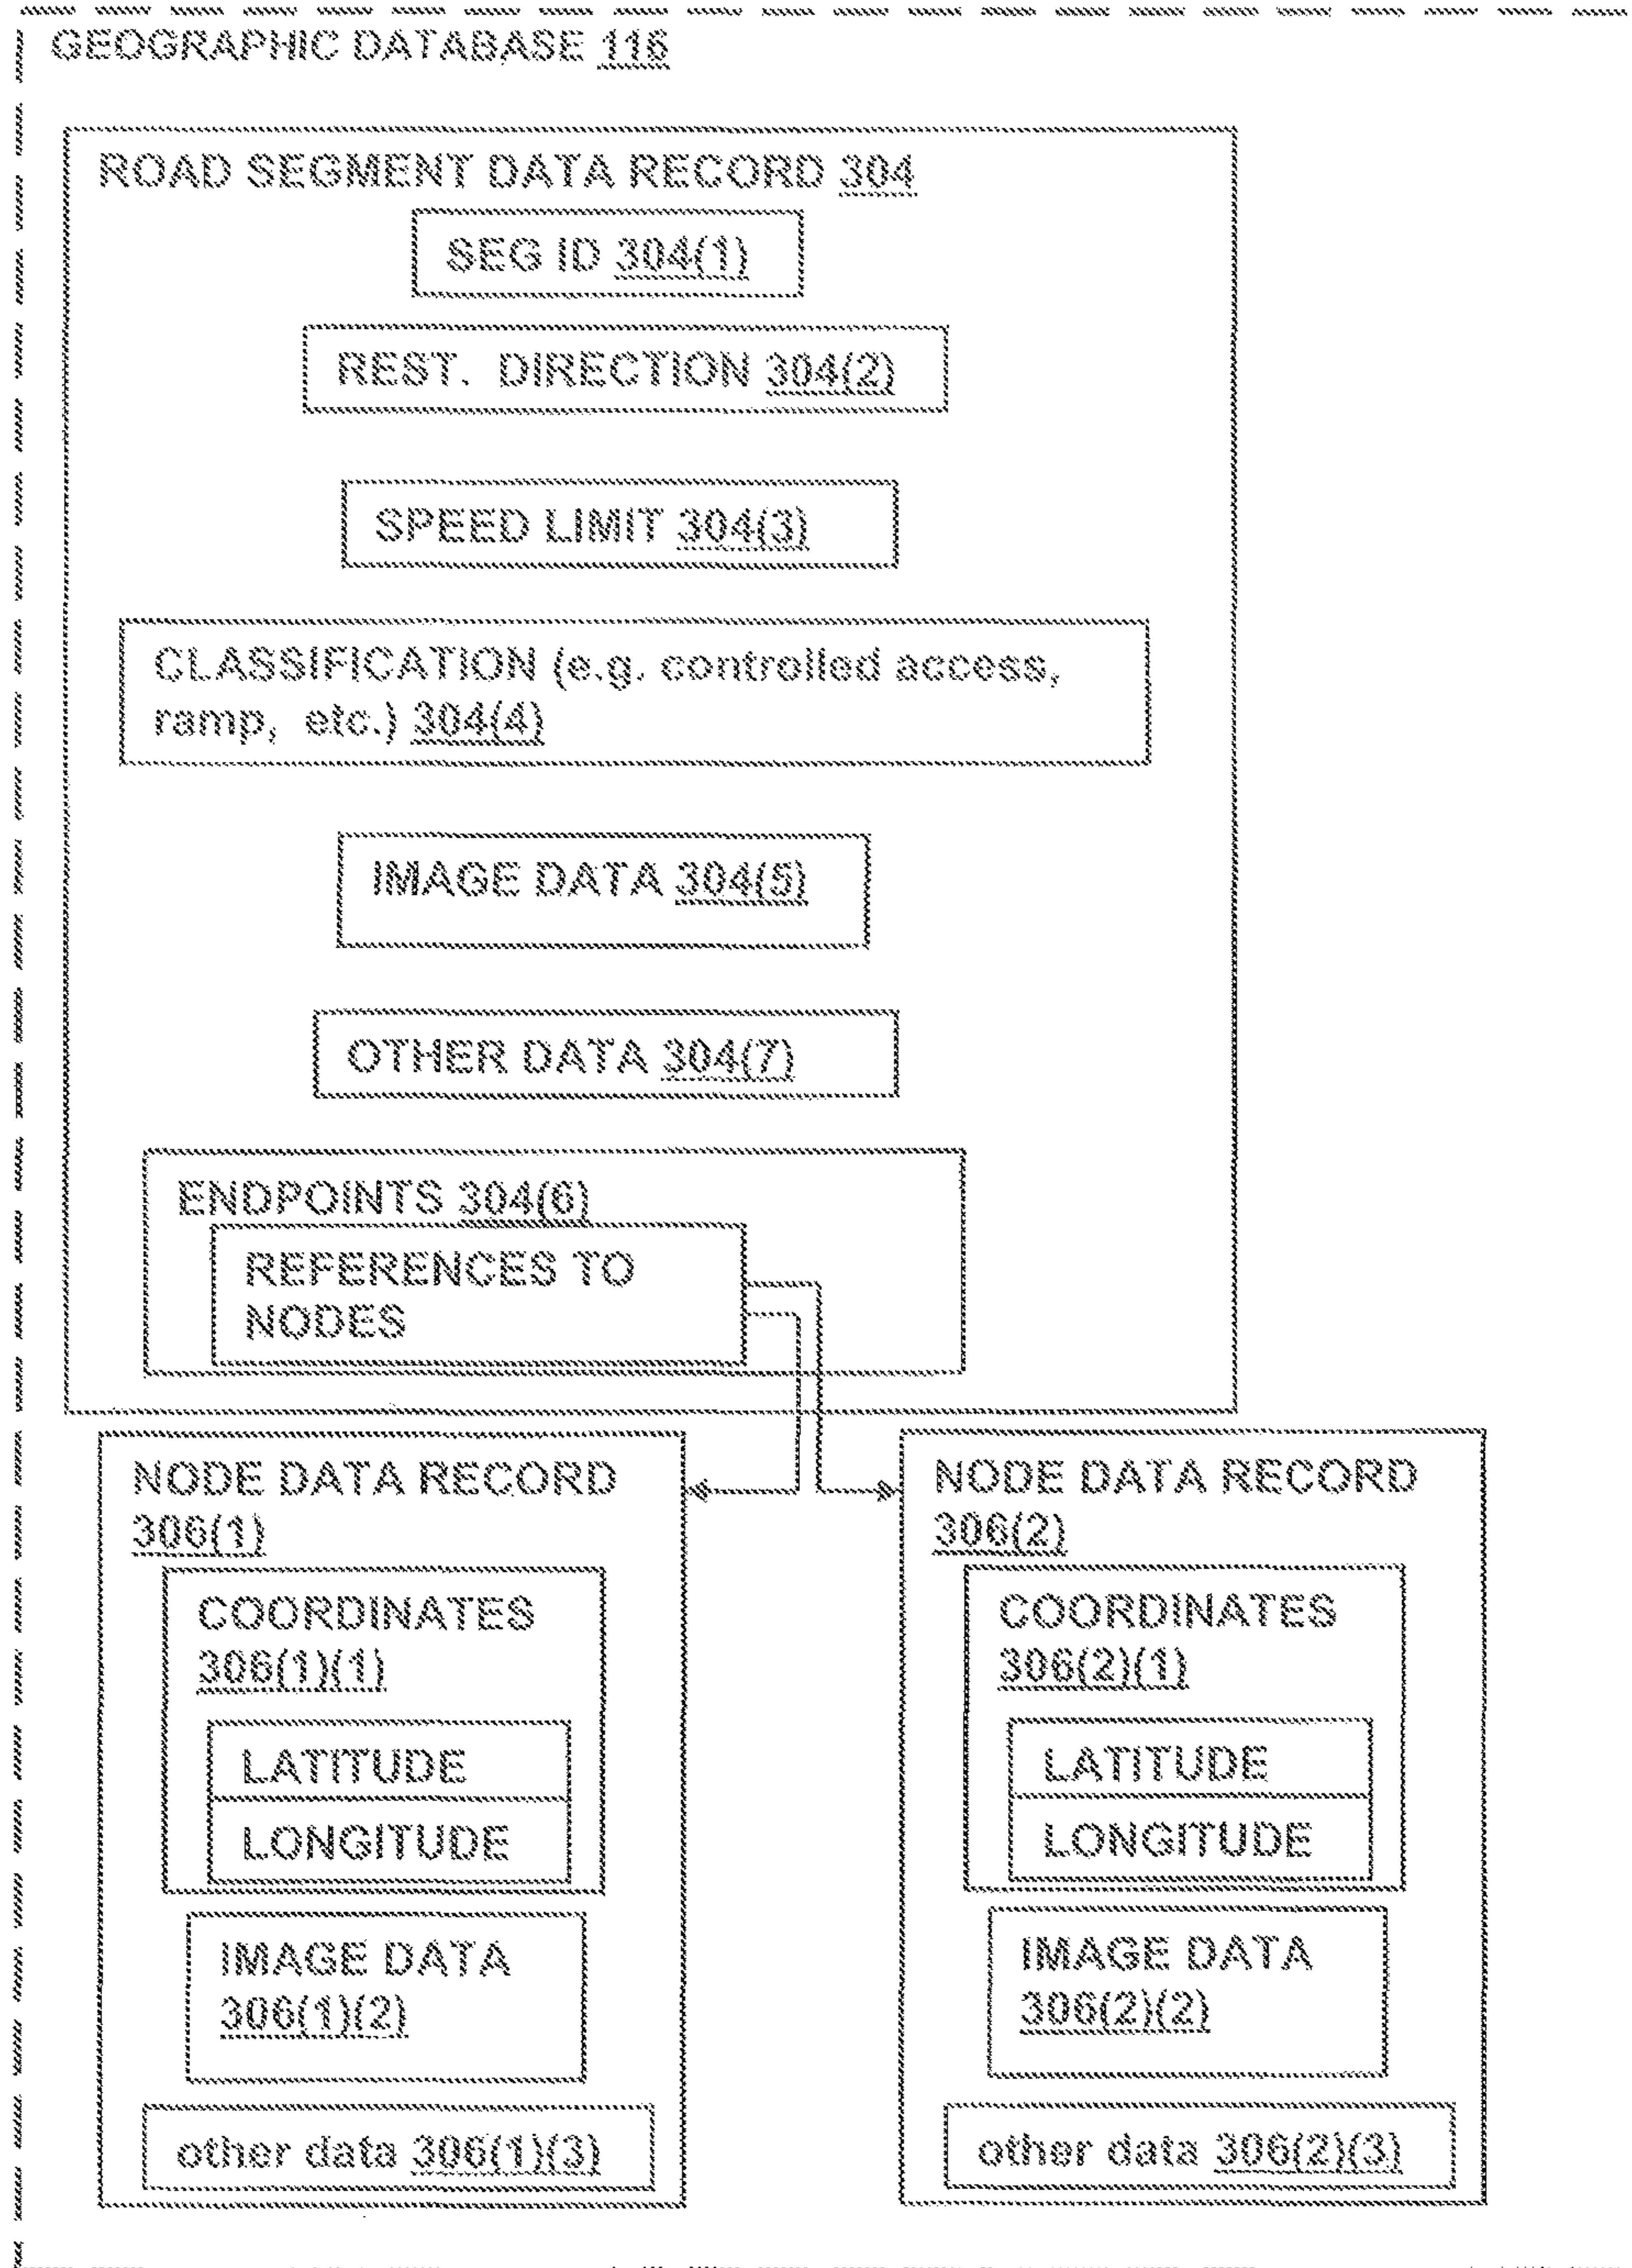 GEOGRAPHIC DATABASE 116
ROAD SEGMENT DATA RECORD 304
SEG ID 304(1)
REST. DIRECTION 304(2)
SPEED LIMIT 304(3)
CLASSIFICATION (e.g. controlled access,
ramp, etc.) 304(4)
IMAGE DATA 304(5)
OTHER DATA 304(7)
ENDPOINTS 304(6)
REFERENCES TO
NODES
NODE DATA RECORD
306(1)
COORDINATES
306(1)(1)
LATITUDE
LONGITUDE
IMAGE DATA
306(1)(2)
other data 306(1)(3)
NODE DATA RECORD
306(2)
COORDINATES
306(2)(1)
LATITUDE
LONGITUDE
IMAGE DATA
306(2)(2)
other data 306(2)(3)